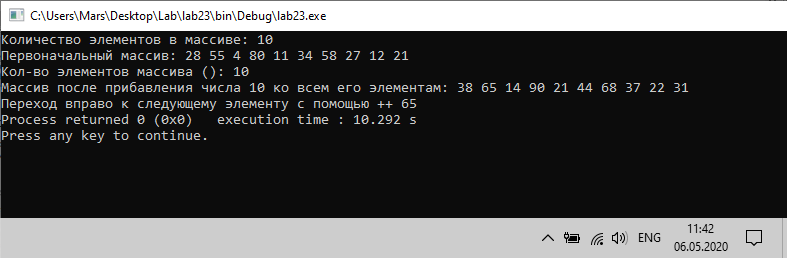 C:\Users\Mars\Desktop\Lab\lab23\bin\Debug\lab23.exe
Количество элементов в массиве: 10
Первоначальный массив: 28 55 4 80 11 34 58 27 12 21
Кол-во элементов массива (): 10
Массив после прибавления числа 10 ко всем его элементам: 38 65 14 90 21 44 68 37 22 31
Переход вправо к следующему элементу с помощью ++ 65
Process returned 0 (0x0)   execution time : 10.292 s
Press any key to continue.
ENG
11:42
06.05.2020